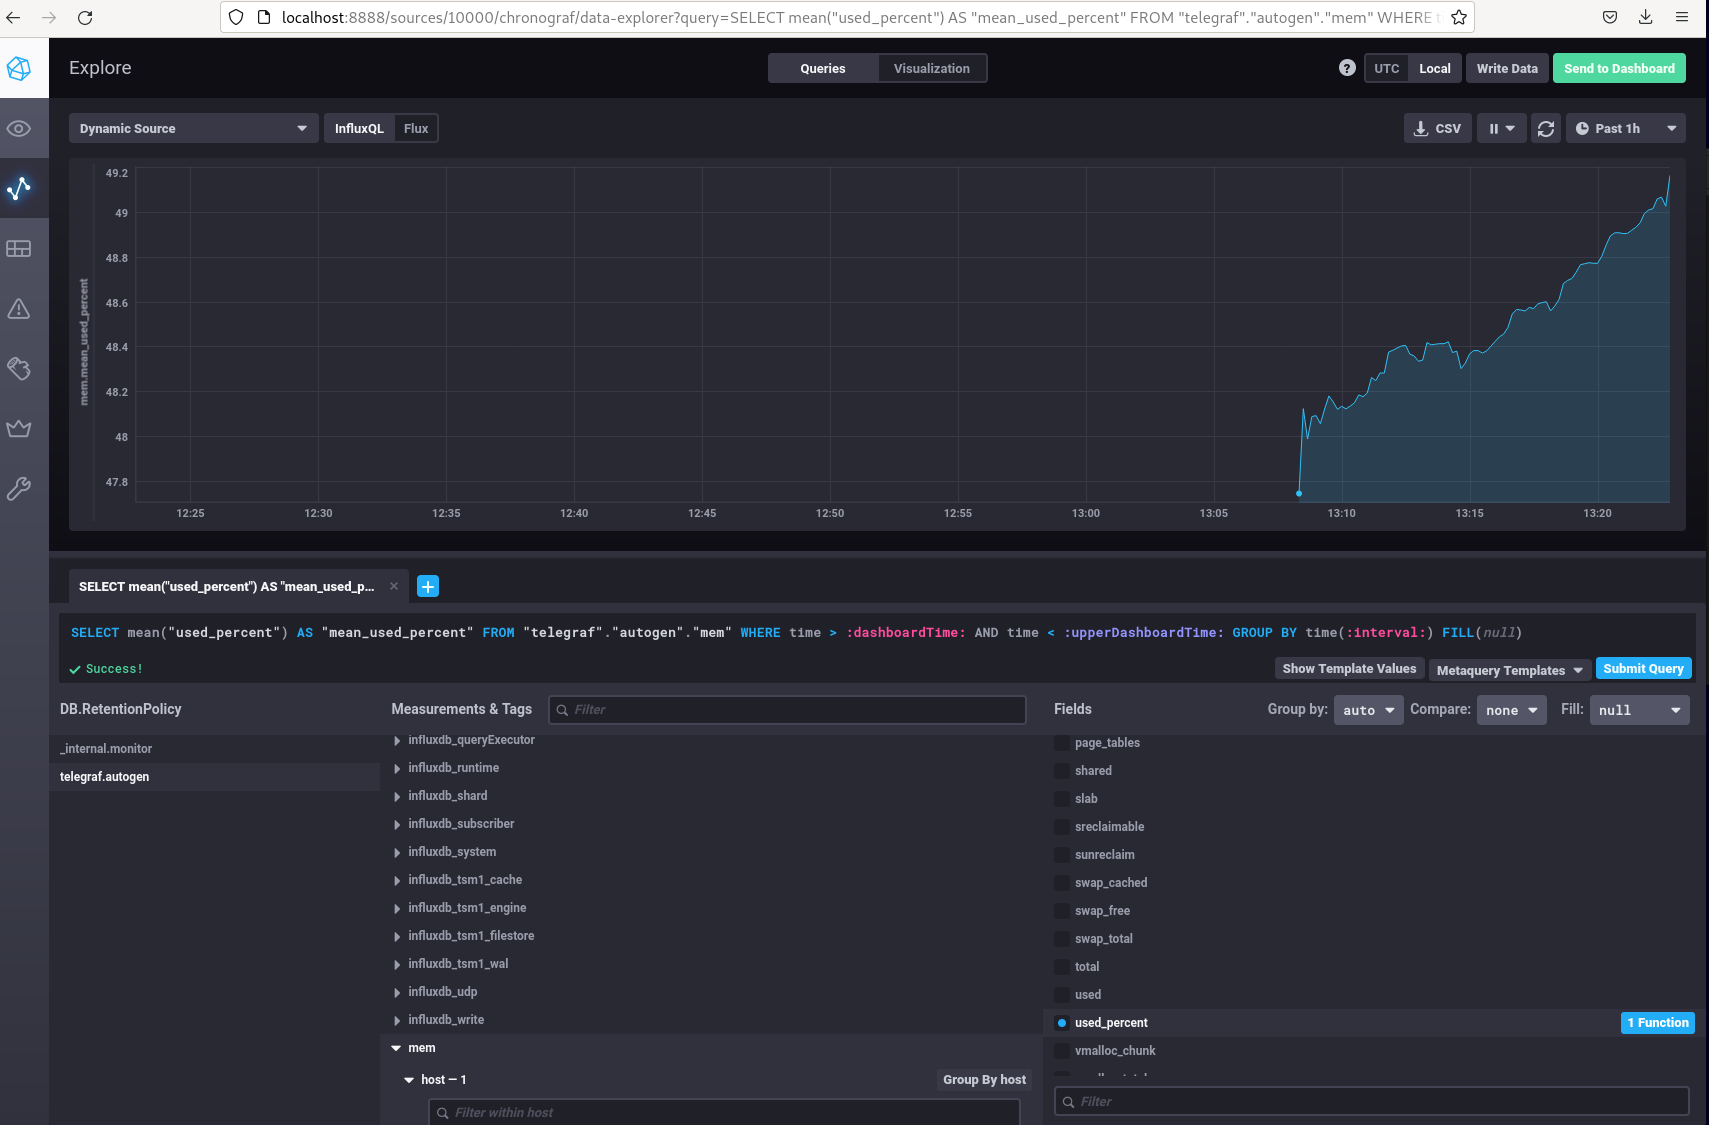 localhost:8888/sources/10000/chronograf/data-explorer?query=SELECT mean("used_percent") AS "mean_used_percent" FROM "telegraf"."autogen"."mem" WHERE
Explore
Queries
Visualization
?
UTC
Local
Write Data
Send to Dashboard
Dynamic Source
InfluxQL
Flux
CSV
Past 1h
mem.mean_used_percent
49.2
49
48.8
48.6
48.4
48.2
48
47.8
12:25
12:30
12:35
12:40
12:45
12:50
12:55
13:00
13:05
13:10
13:15
13:20
SELECT mean("used_percent") AS "mean_used_p...
SELECT mean("used_percent") AS "mean_used_percent" FROM "telegraf"."autogen"."mem" WHERE time > :dashboardTime: AND time < :upperDashboardTime: GROUP BY time(:interval:) FILL(null)
Success!
Show Template Values
Metaquery Templates
Submit Query
DB.RetentionPolicy
_internal.monitor
telegraf.autogen
Measurements & Tags
Filter
influxdb_queryExecutor
influxdb_runtime
influxdb_shard
influxdb_subscriber
influxdb_system
influxdb_tsm1_cache
influxdb_tsm1_engine
influxdb_tsm1_filestore
influxdb_tsm1_wal
influxdb_udp
influxdb_write
mem
host — 1
Group By host
Filter within host
Fields
Group by:
auto
Compare:
none
Fill:
null
page_tables
shared
slab
sreclaimable
sunreclaim
swap_cached
swap_free
swap_total
total
used
used_percent
1 Function
vmalloc_chunk
Filter